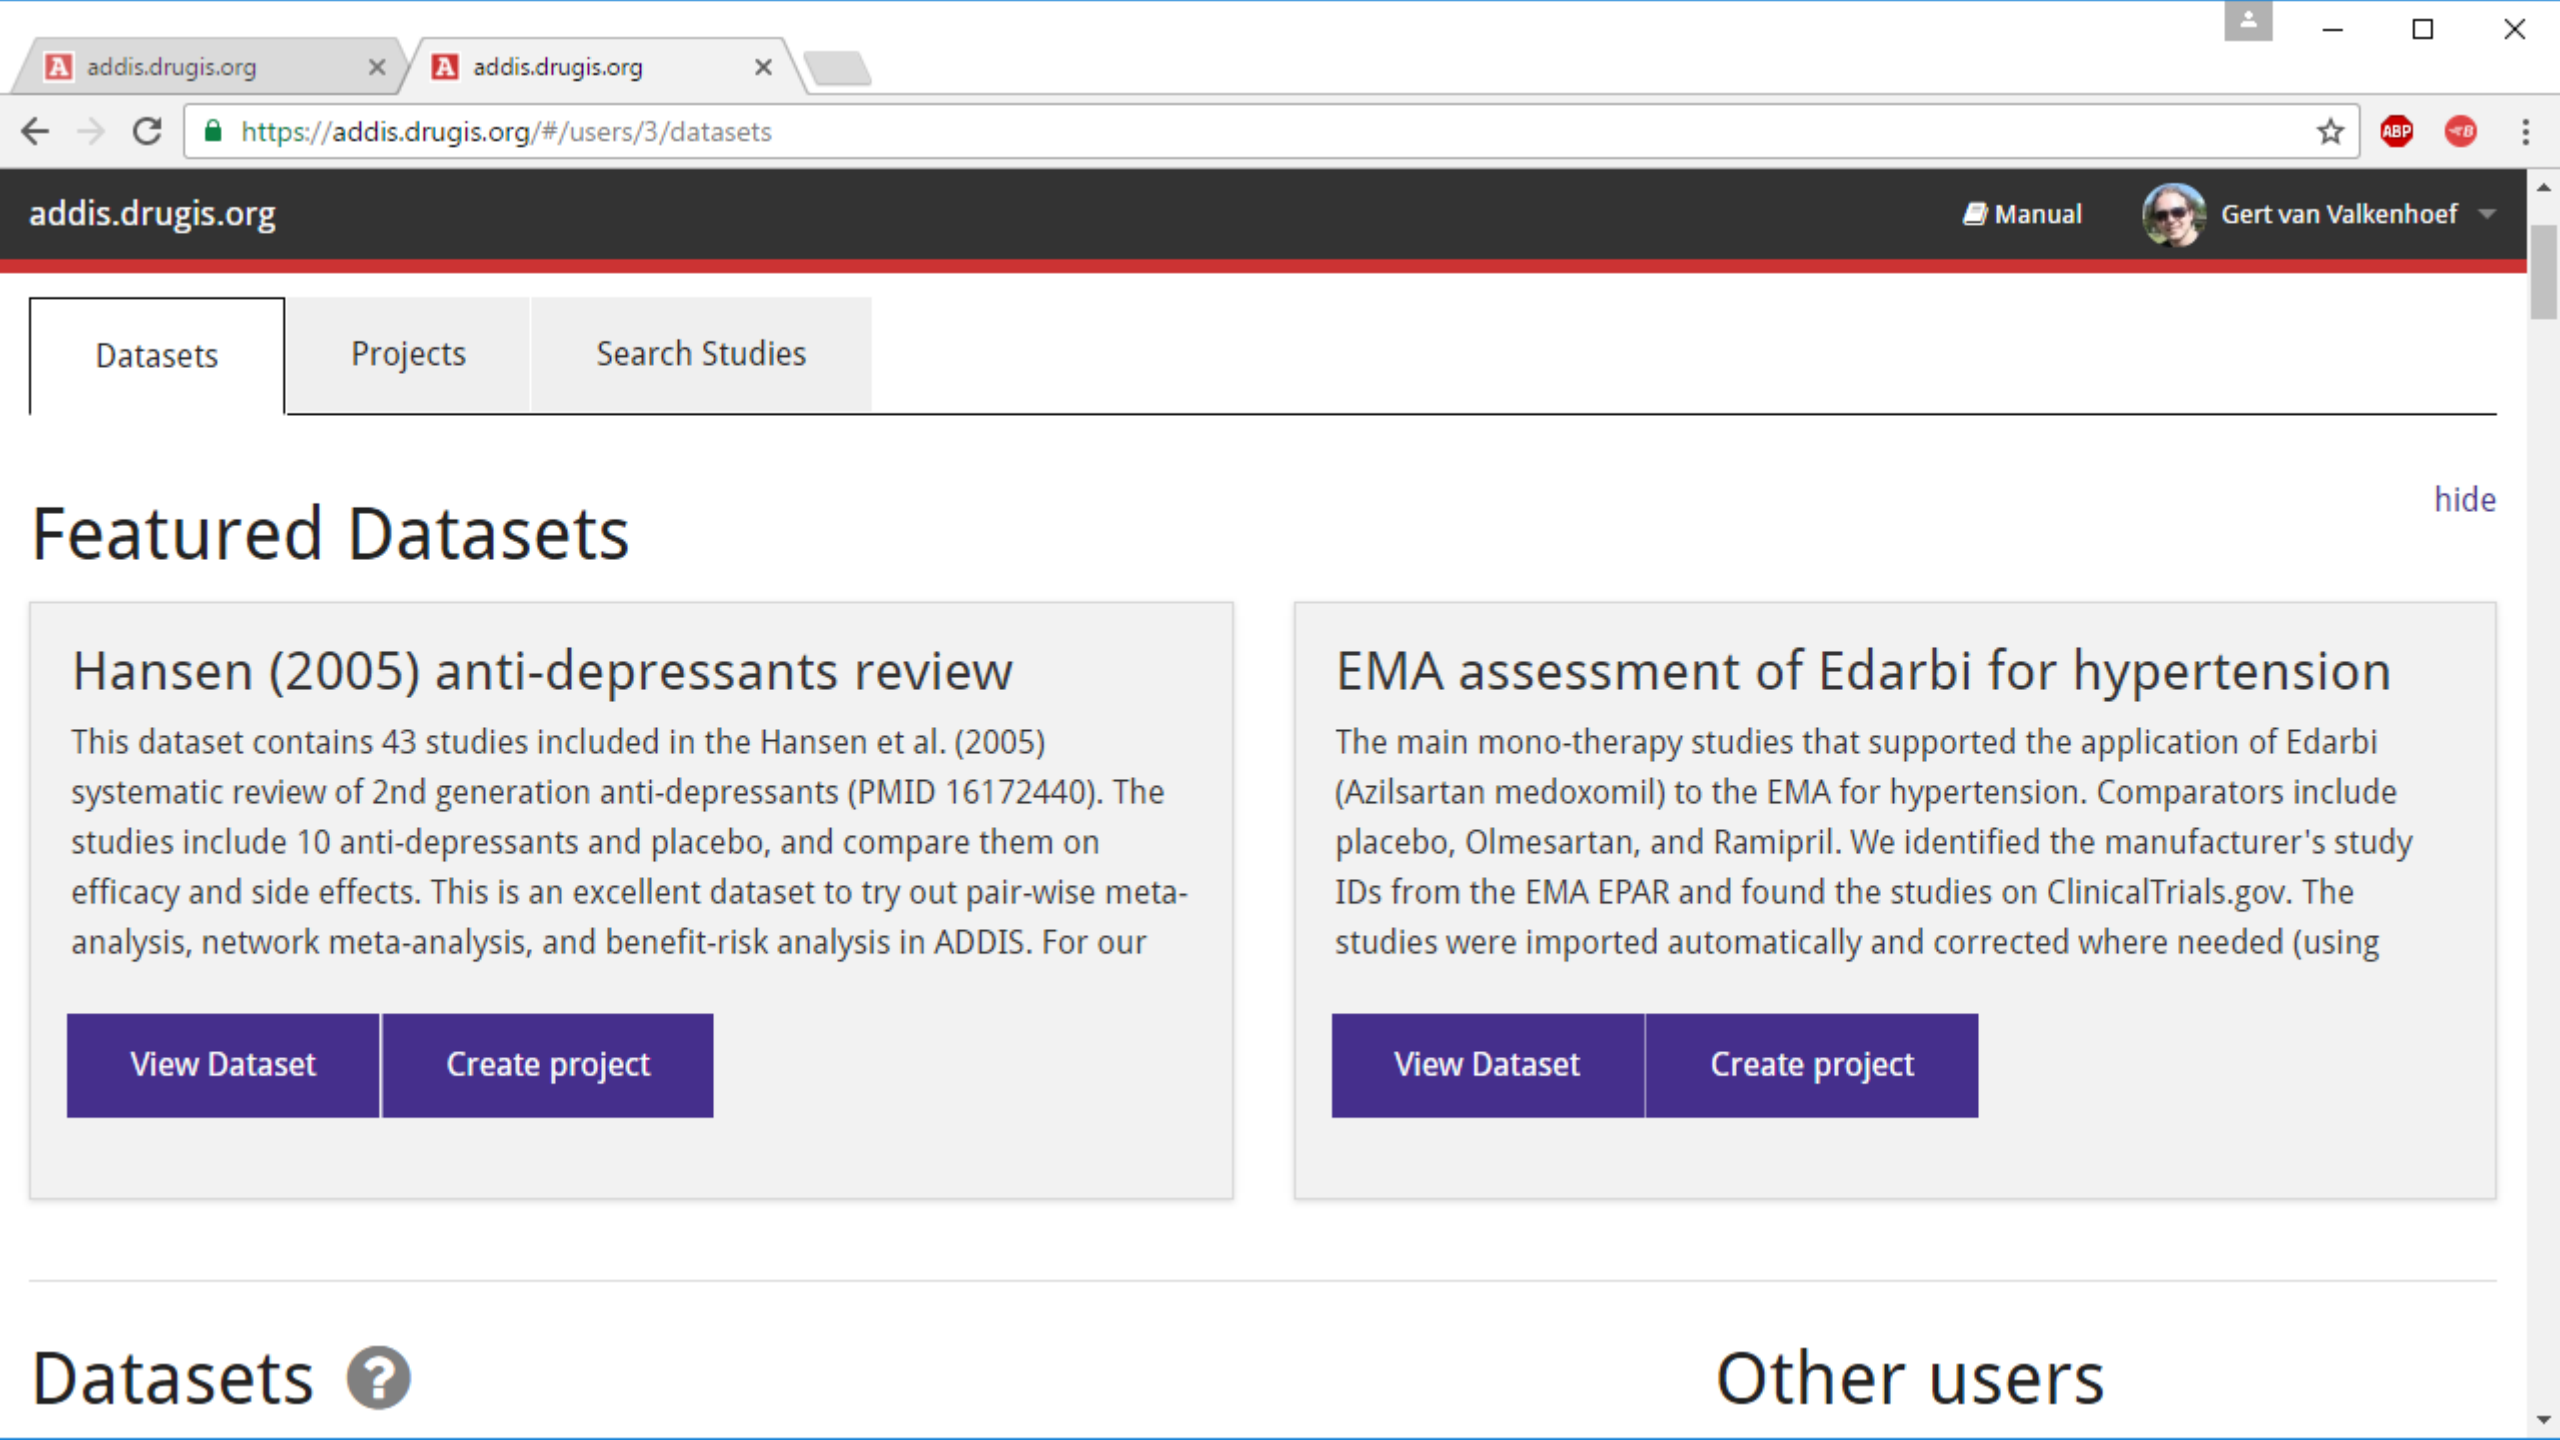 A addis.drugis.org
A addis.drugis.org
https://addis.drugis.org/#/users/3/datasets
ABP
B
addis.drugis.org
Manual
Gert van Valkenhoef
Datasets
Projects
Search Studies
hide
Featured Datasets
Hansen (2005) anti-depressants review
This dataset contains 43 studies included in the Hansen et al. (2005)
systematic review of 2nd generation anti-depressants (PMID 16172440). The
studies include 10 anti-depressants and placebo, and compare them on
efficacy and side effects. This is an excellent dataset to try out pair-wise meta-
analysis, network meta-analysis, and benefit-risk analysis in ADDIS. For our
View Dataset
Create project
EMA assessment of Edarbi for hypertension
The main mono-therapy studies that supported the application of Edarbi
(Azilsartan medoxomil) to the EMA for hypertension. Comparators include
placebo, Olmesartan, and Ramipril. We identified the manufacturer's study
IDs from the EMA EPAR and found the studies on ClinicalTrials.gov. The
studies were imported automatically and corrected where needed (using
View Dataset
Create project
Datasets ?
Other users